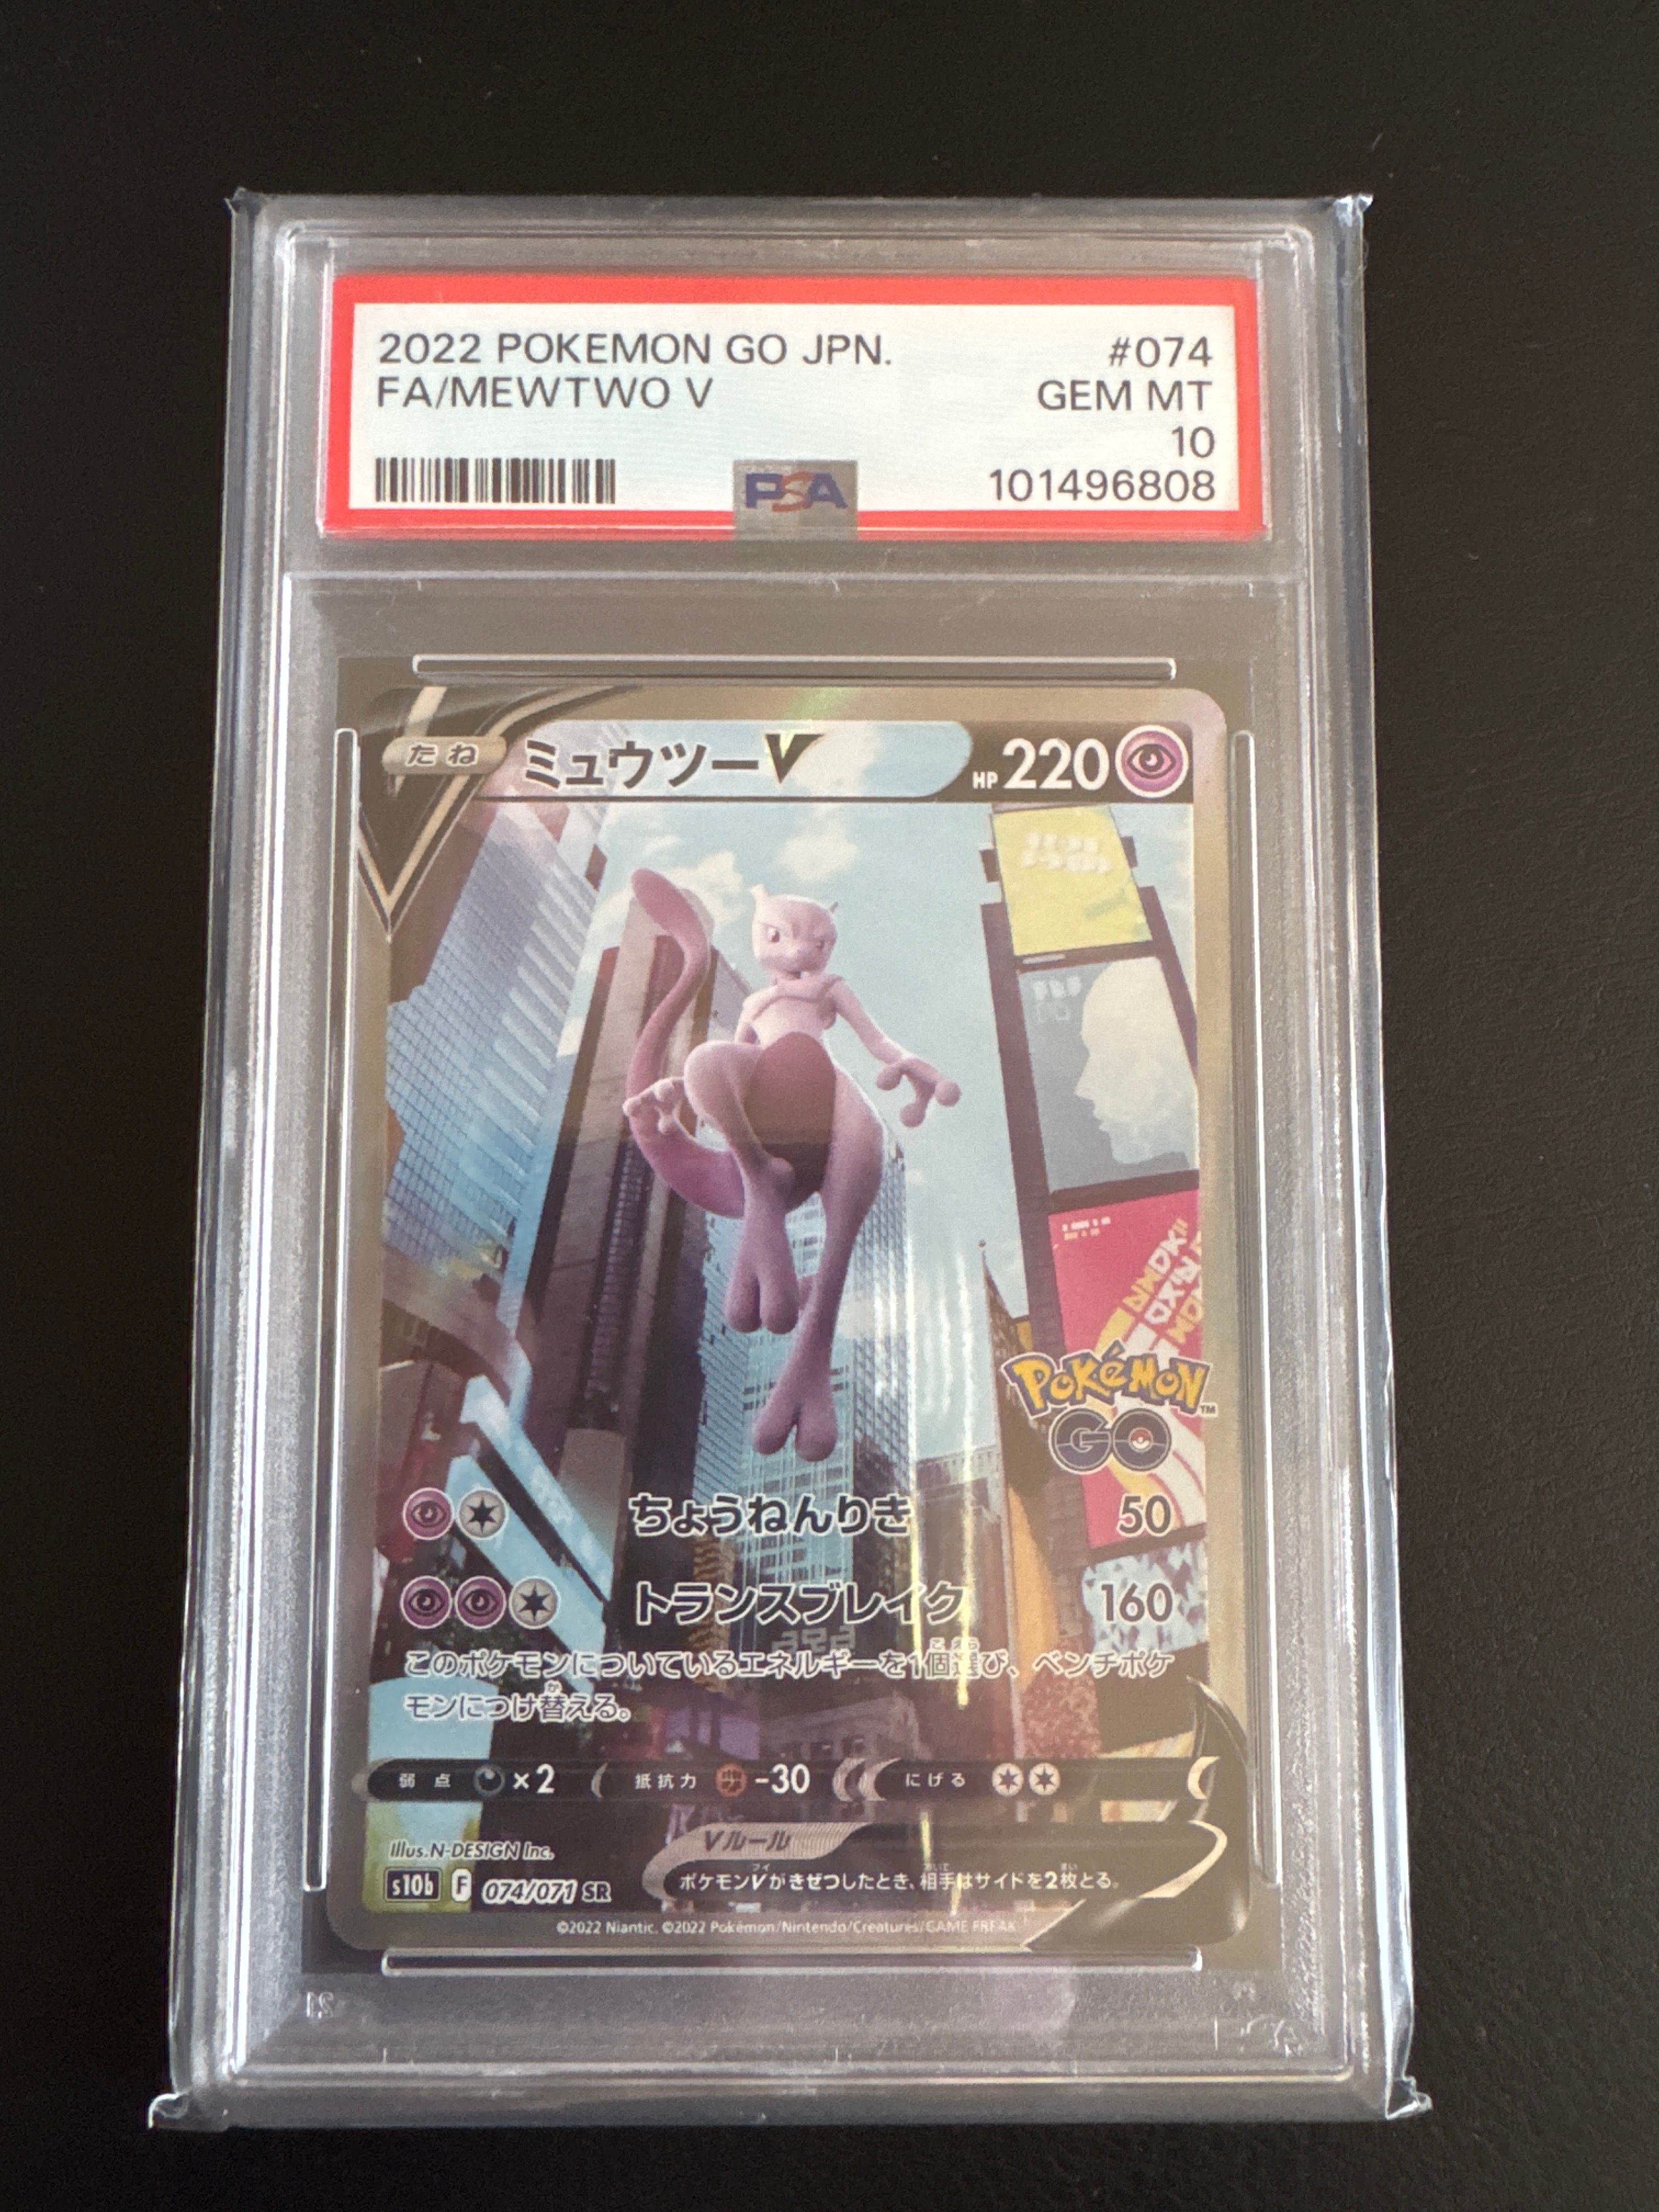 2022 POKEMON GO JPN. #074
FA/MEWTWO V GEM MT
10
PSA 101496808
たね ミュウツーV HP 220
Pokémon™
GO
ちょうねんりき 50
トランスブレイク 160
このポケモンについているエネルギーを1個選び、ベンチポケ
モンにつけ替える。
弱点 ×2 抵抗力 -30 にげる
Illus. N-DESIGN Inc.
Vルール
s10b F 074/071 SR ポケモンVがきぜつしたとき、相手はサイドを2枚とる。
©2022 Niantic. ©2022 Pokémon/Nintendo/Creatures/GAME FREAK